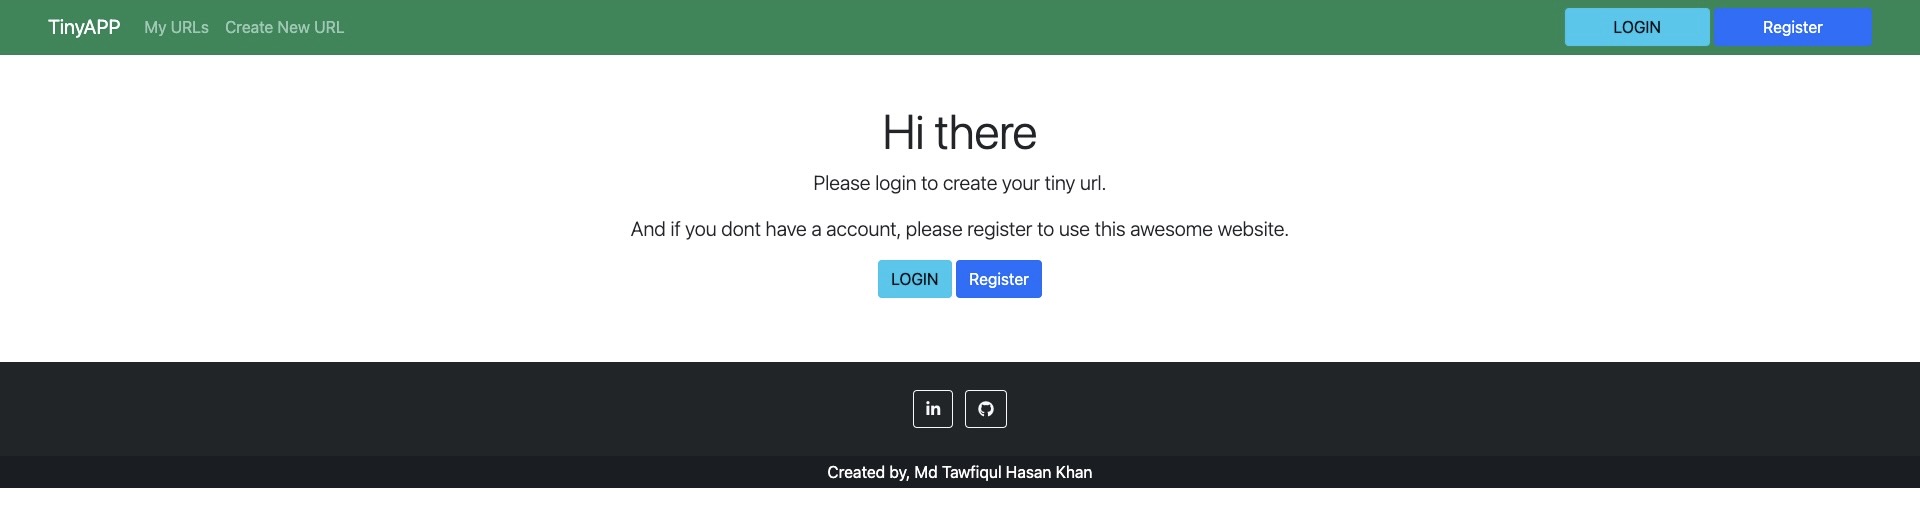 TinyAPP My URLs Create New URL LOGIN Register
Hi there
Please login to create your tiny url.
And if you dont have a account, please register to use this awesome website.
LOGIN Register
in
Created by, Md Tawfiqul Hasan Khan